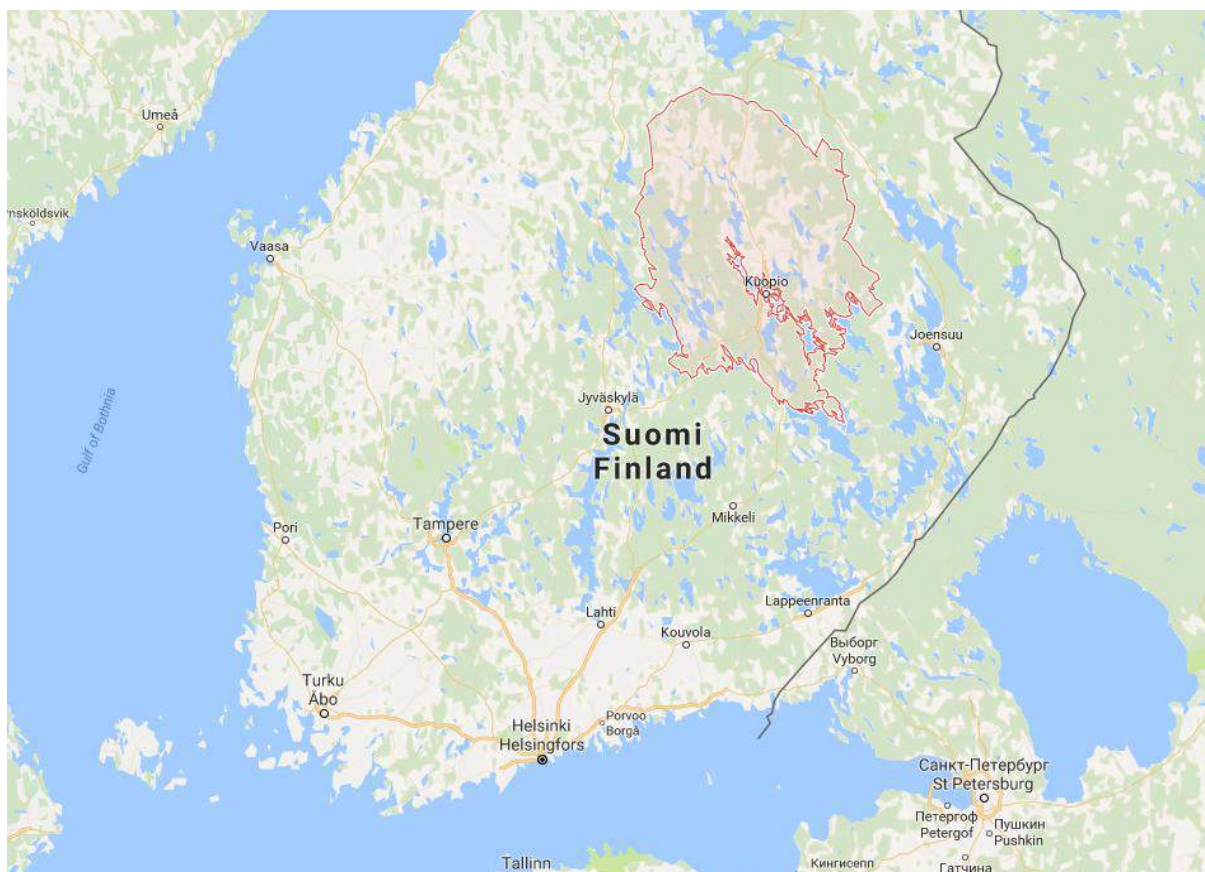 Umeå
rnsköldsvik
Vaasa
Kuopio
Joensuu
Jyväskylä
Suomi
Finland
Gulf of Bothnia
Mikkeli
Pori
Tampere
Lappeenranta
Lahti
Kouvola
Выборг
Vyborg
Turku
Åbo
Helsinki
Helsingfors
Porvoo
Borgå
Санкт-Петербург
St Petersburg
Петергоф
Petergof
Пушкин
Pushkin
Tallinn
Кингисепп
Гатчина